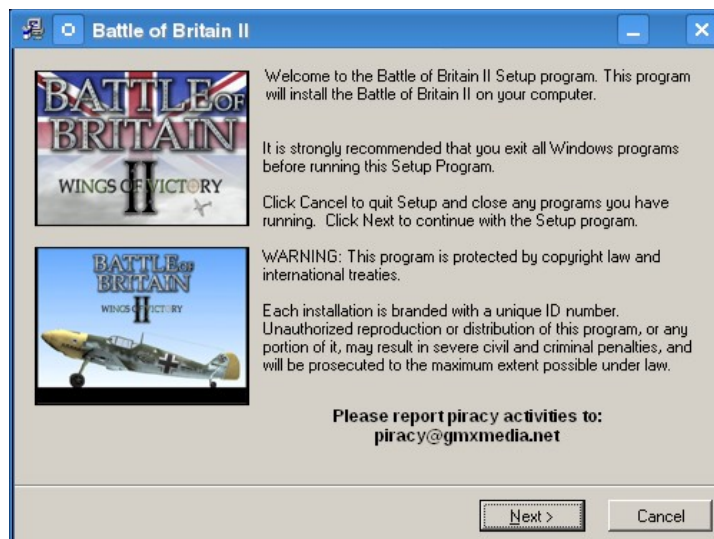 Battle of Britain II
BATTLE OF
BRITAIN
II
WINGS OF VICTORY
BATTLE OF
BRITAIN
II
WINGS OF VICTORY
Welcome to the Battle of Britain II Setup program. This program
will install the Battle of Britain II on your computer.
It is strongly recommended that you exit all Windows programs
before running this Setup Program.
Click Cancel to quit Setup and close any programs you have
running. Click Next to continue with the Setup program.
WARNING: This program is protected by copyright law and
international treaties.
Each installation is branded with a unique ID number.
Unauthorized reproduction or distribution of this program, or any
portion of it, may result in severe civil and criminal penalties, and
will be prosecuted to the maximum extent possible under law.
Please report piracy activities to:
piracy@gmxmedia.net
Next >
Cancel